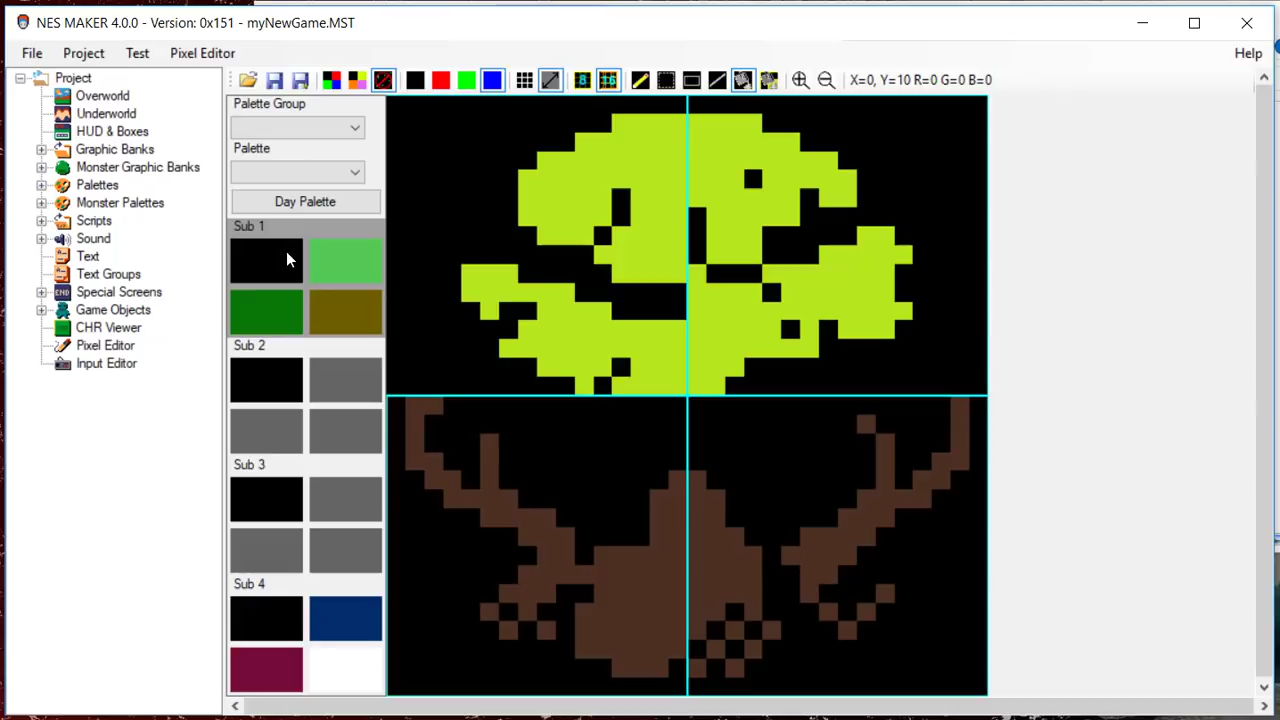 NES MAKER 4.0.0 - Version: 0x151 - myNewGame.MST
File Project Test Pixel Editor Help
Project
Overworld
Underworld
HUD & Boxes
Graphic Banks
Monster Graphic Banks
Palettes
Monster Palettes
Scripts
Sound
Text
Text Groups
Special Screens
Game Objects
CHR Viewer
Pixel Editor
Input Editor
8 16 X=0, Y=10 R=0 G=0 B=0
Palette Group
Palette
Day Palette
Sub 1
Sub 2
Sub 3
Sub 4